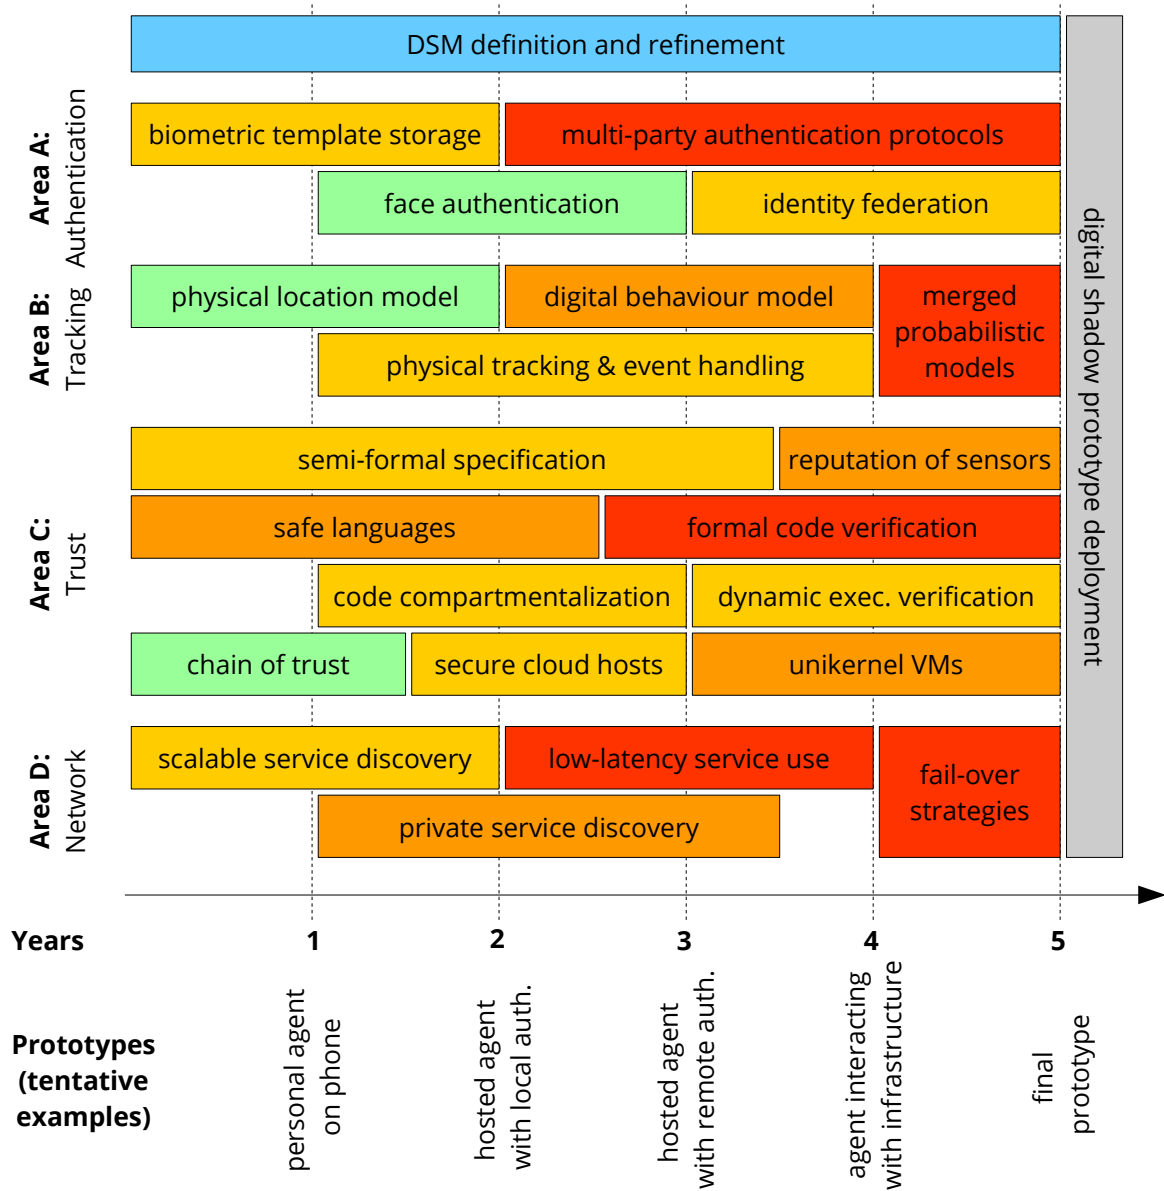 DSM definition and refinement
Area A:
Authentication
biometric template storage
multi-party authentication protocols
face authentication
identity federation
Area B:
Tracking
physical location model
digital behaviour model
merged
probabilistic
models
physical tracking & event handling
Area C:
Trust
semi-formal specification
reputation of sensors
safe languages
formal code verification
code compartmentalization
dynamic exec. verification
chain of trust
secure cloud hosts
unikernel VMs
Area D:
Network
scalable service discovery
low-latency service use
fail-over
strategies
private service discovery
digital shadow prototype deployment
Years
1
2
3
4
5
Prototypes
(tentative
examples)
personal agent
on phone
hosted agent
with local auth.
hosted agent
with remote auth.
agent interacting
with infrastructure
final
prototype